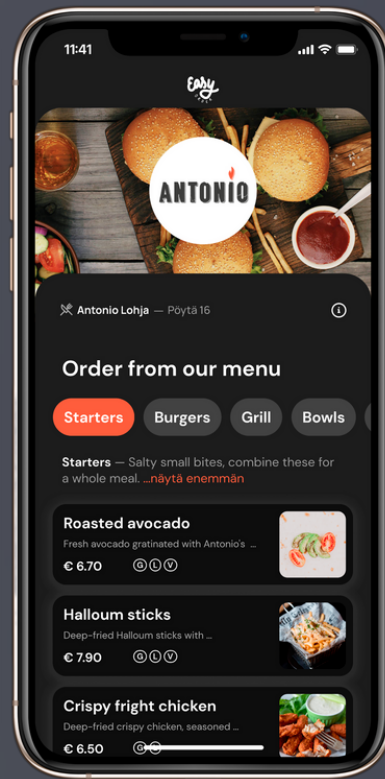 11:41
Easy
ANTONIO
Antonio Lohja — Pöytä 16
Order from our menu
Starters Burgers Grill Bowls
Starters — Salty small bites, combine these for
a whole meal. ...näytä enemmän
Roasted avocado
Fresh avocado gratinated with Antonio's ...
€ 6.70 G L V
Halloum sticks
Deep-fried Halloum sticks with ...
€ 7.90 G L V
Crispy fright chicken
Deep-fried crispy chicken, seasoned ...
€ 6.50 G